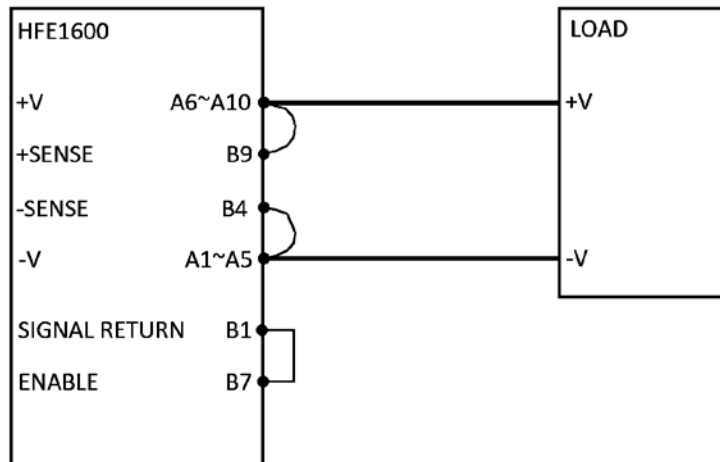 HFE1600
LOAD
+V A6~A10 +V
+SENSE B9
-SENSE B4
-V A1~A5 -V
SIGNAL RETURN B1
ENABLE B7